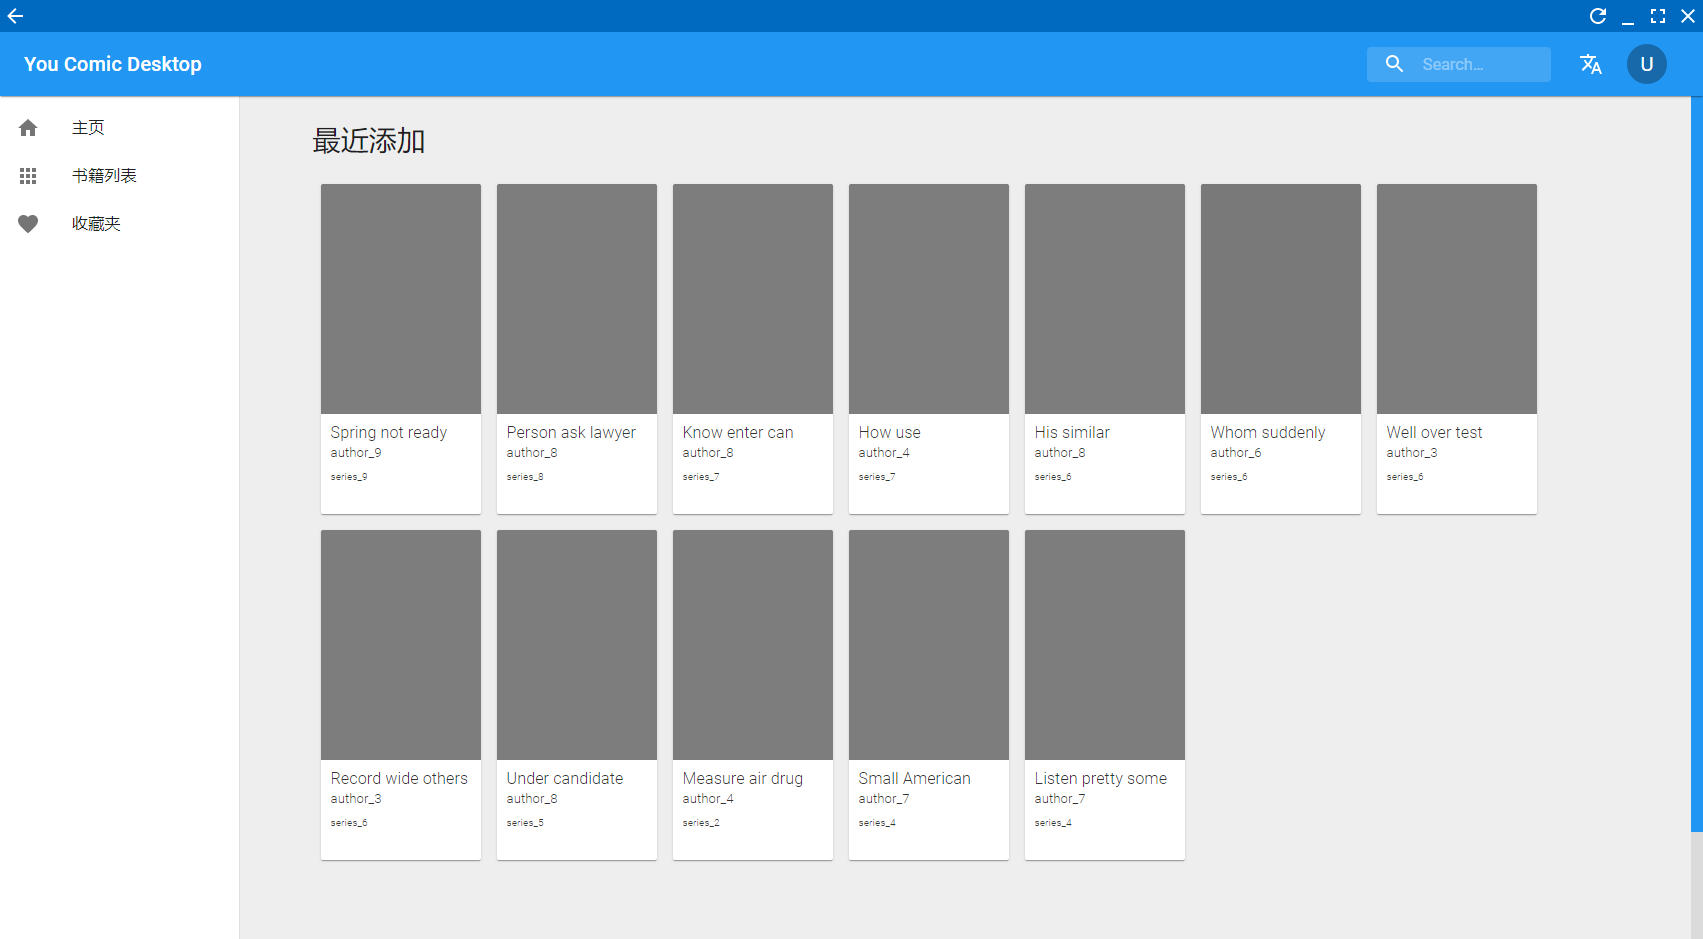 You Comic Desktop
Search...
U
主页
书籍列表
收藏夹
最近添加
Spring not ready
author_9
series_9
Person ask lawyer
author_8
series_8
Know enter can
author_8
series_7
How use
author_4
series_7
His similar
author_8
series_6
Whom suddenly
author_6
series_6
Well over test
author_3
series_6
Record wide others
author_3
series_6
Under candidate
author_8
series_5
Measure air drug
author_4
series_2
Small American
author_7
series_4
Listen pretty some
author_7
series_4